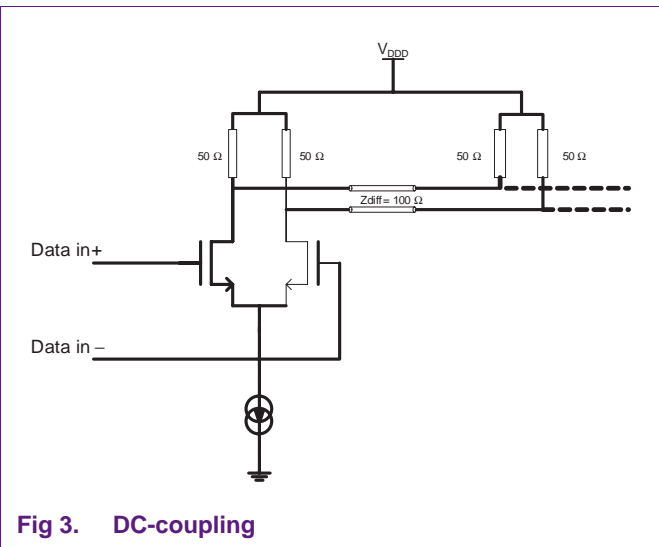 VDDD
50 Ω 50 Ω 50 Ω 50 Ω
Zdiff= 100 Ω
Data in+
Data in –
Fig 3. DC-coupling